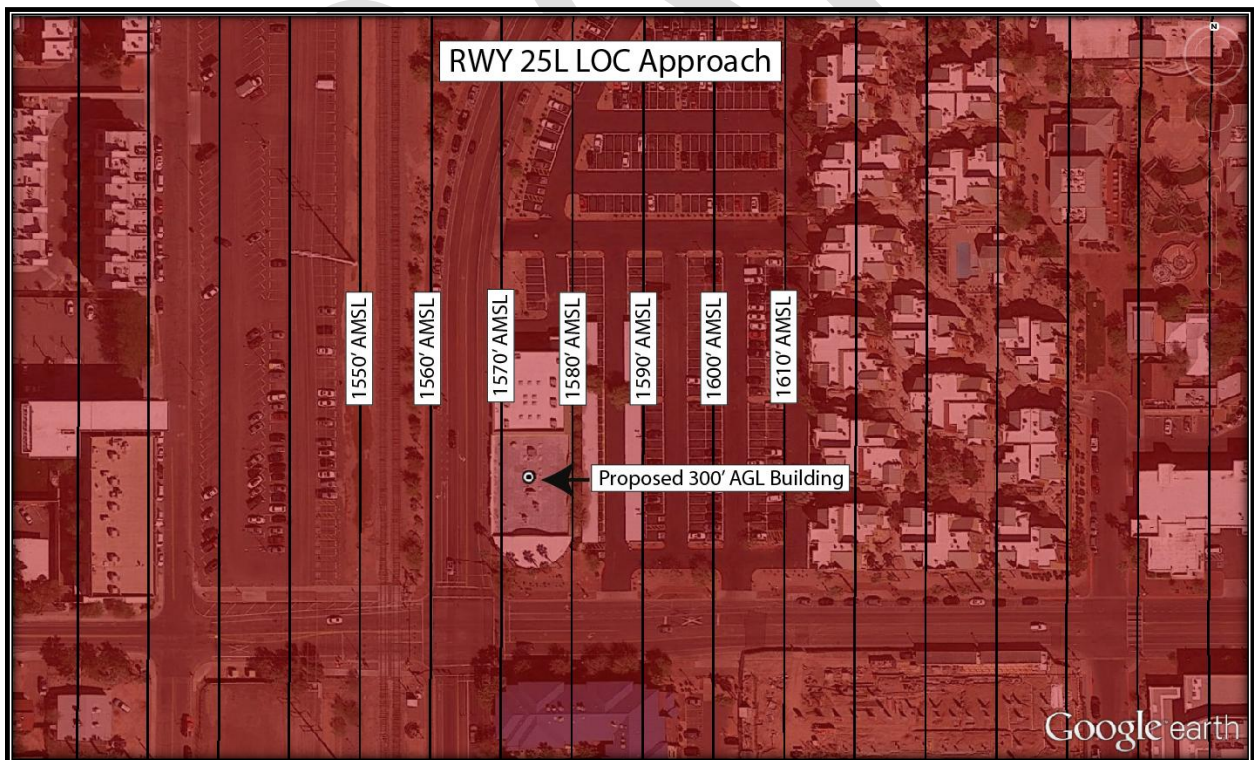 N
RWY 25L LOC Approach
1550' AMSL
1560' AMSL
1570' AMSL
1580' AMSL
1590' AMSL
1600' AMSL
1610' AMSL
Proposed 300' AGL Building
Google earth